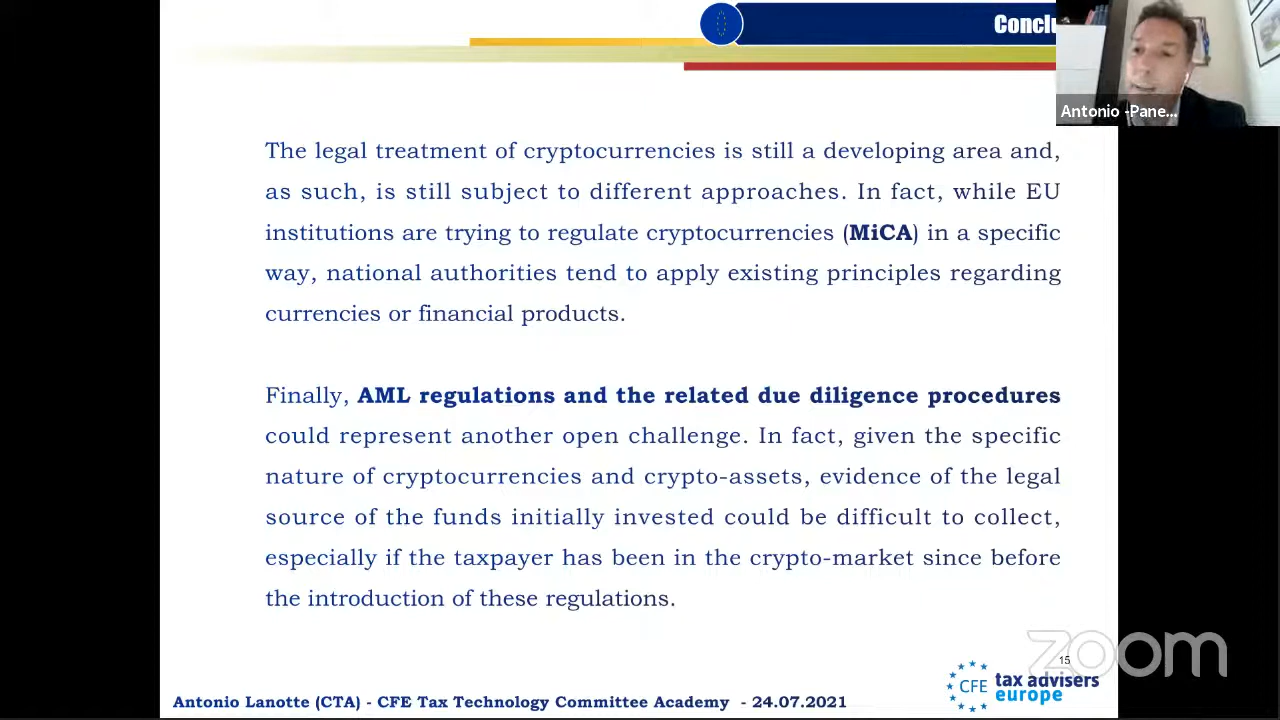 Conclu
Antonio -Pane...
The legal treatment of cryptocurrencies is still a developing area and,
as such, is still subject to different approaches. In fact, while EU
institutions are trying to regulate cryptocurrencies (MiCA) in a specific
way, national authorities tend to apply existing principles regarding
currencies or financial products.
Finally, AML regulations and the related due diligence procedures
could represent another open challenge. In fact, given the specific
nature of cryptocurrencies and crypto-assets, evidence of the legal
source of the funds initially invested could be difficult to collect,
especially if the taxpayer has been in the crypto-market since before
the introduction of these regulations.
zoom
15
CFE tax advisers
europe
Antonio Lanotte (CTA) - CFE Tax Technology Committee Academy - 24.07.2021